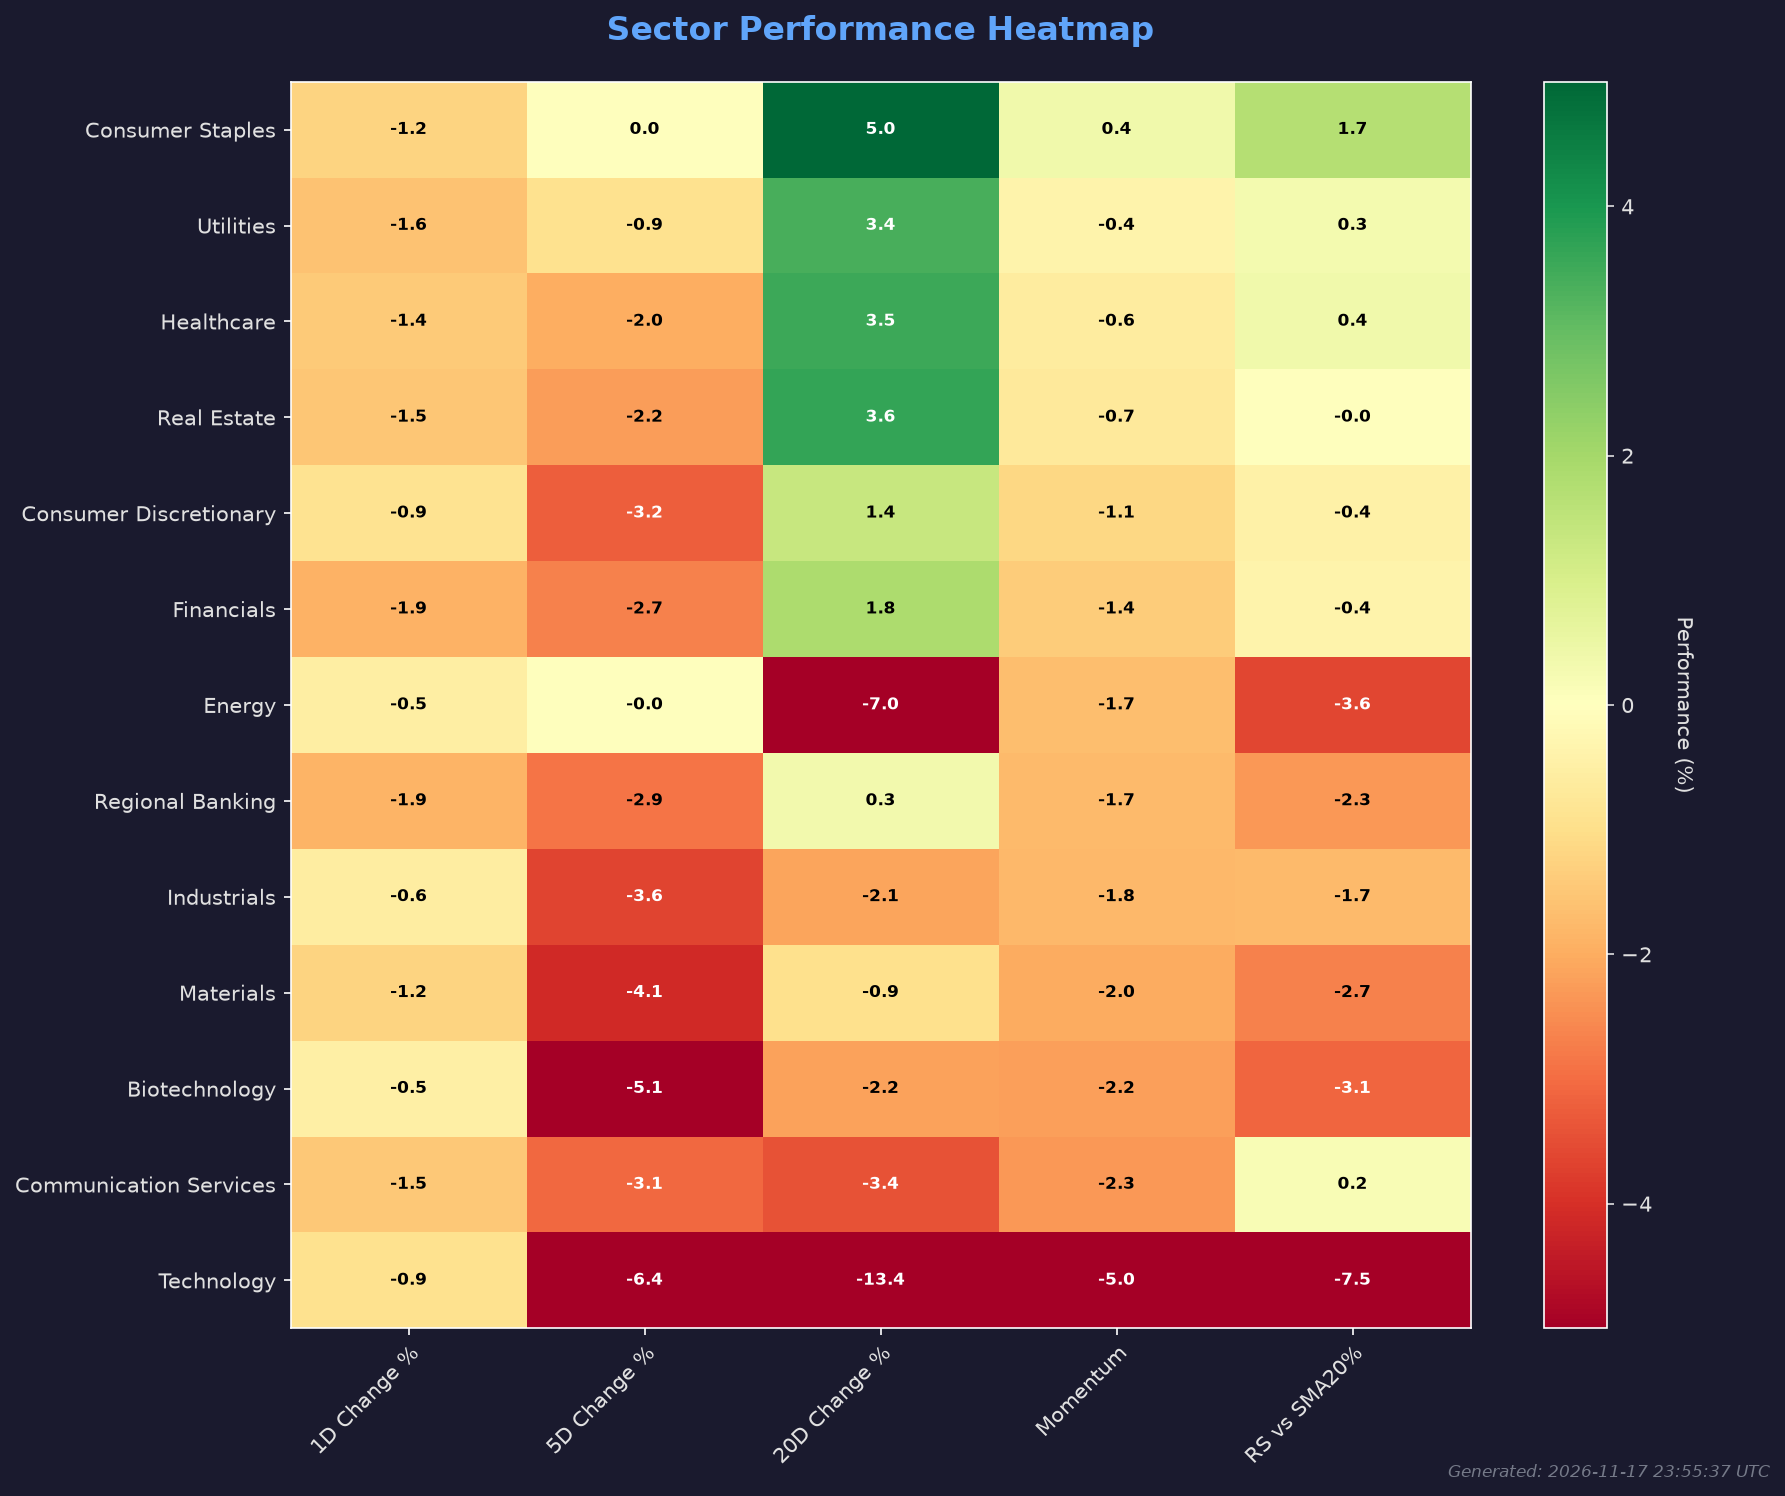 Sector Performance Heatmap
Consumer Staples -1.2 0.0 5.0 0.4 1.7
Utilities -1.6 -0.9 3.4 -0.4 0.3
Healthcare -1.4 -2.0 3.5 -0.6 0.4
Real Estate -1.5 -2.2 3.6 -0.7 -0.0
Consumer Discretionary -0.9 -3.2 1.4 -1.1 -0.4
Financials -1.9 -2.7 1.8 -1.4 -0.4
Energy -0.5 -0.0 -7.0 -1.7 -3.6
Regional Banking -1.9 -2.9 0.3 -1.7 -2.3
Industrials -0.6 -3.6 -2.1 -1.8 -1.7
Materials -1.2 -4.1 -0.9 -2.0 -2.7
Biotechnology -0.5 -5.1 -2.2 -2.2 -3.1
Communication Services -1.5 -3.1 -3.4 -2.3 0.2
Technology -0.9 -6.4 -13.4 -5.0 -7.5
1D Change % 5D Change % 20D Change % Momentum RS vs SMA20%
4
2
0
−2
−4
Performance (%)
Generated: 2026-11-17 23:55:37 UTC